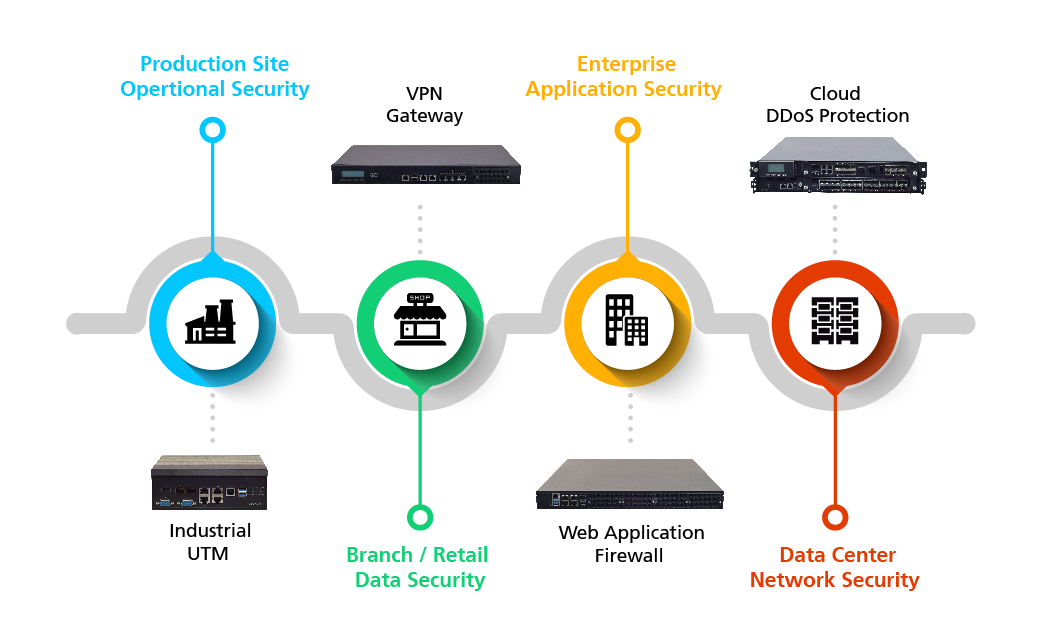 Production Site
Opertional Security
VPN
Gateway
Enterprise
Application Security
Cloud
DDoS Protection
SHOP
Industrial
UTM
Branch / Retail
Data Security
Web Application
Firewall
Data Center
Network Security